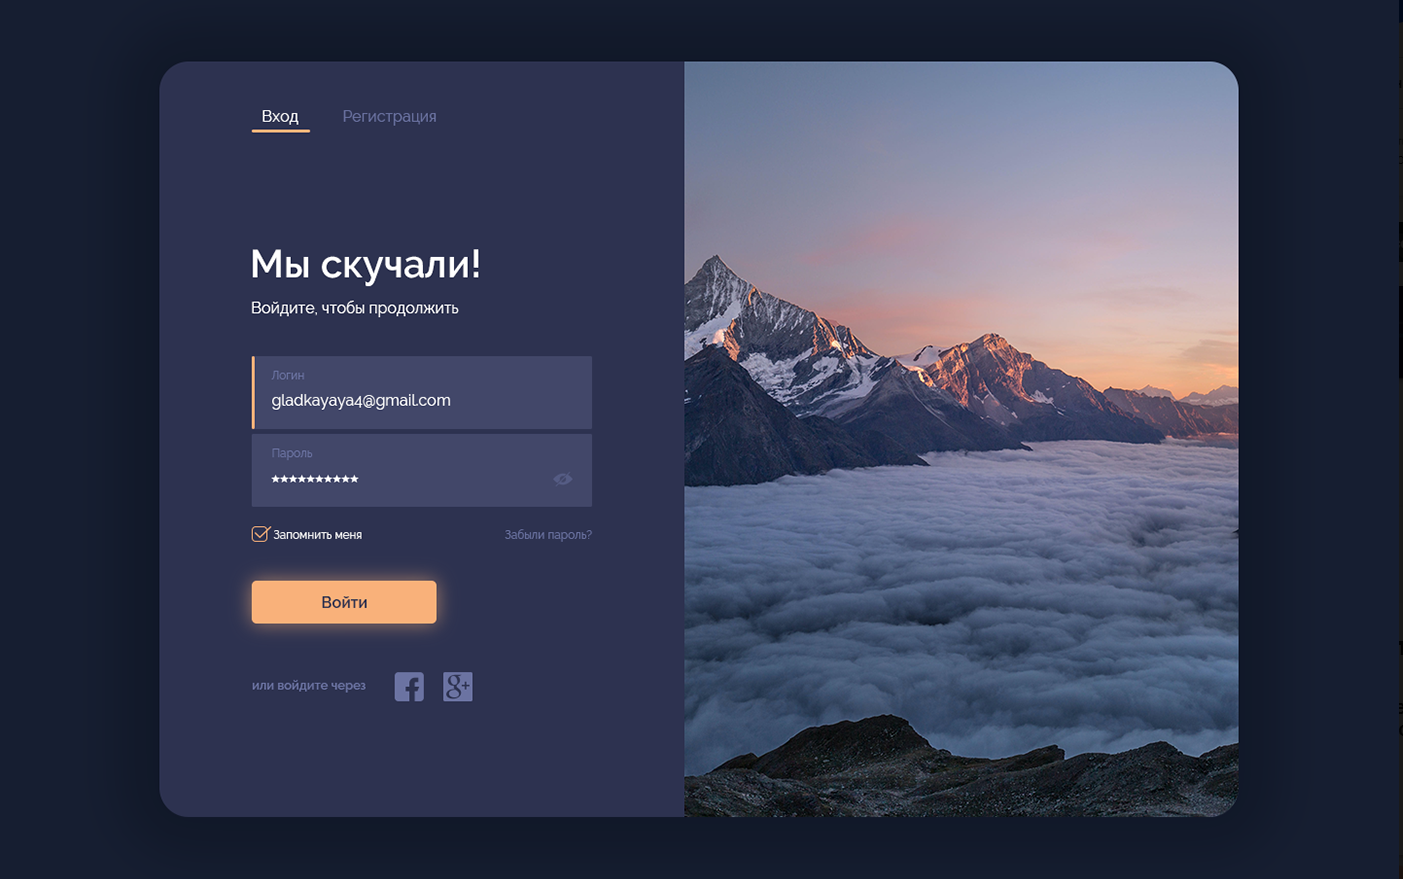 Вход Регистрация
Мы скучали!
Войдите, чтобы продолжить
Логин
gladkayaya4@gmail.com
Пароль
**********
Запомнить меня Забыли пароль?
Войти
или войдите через f g+